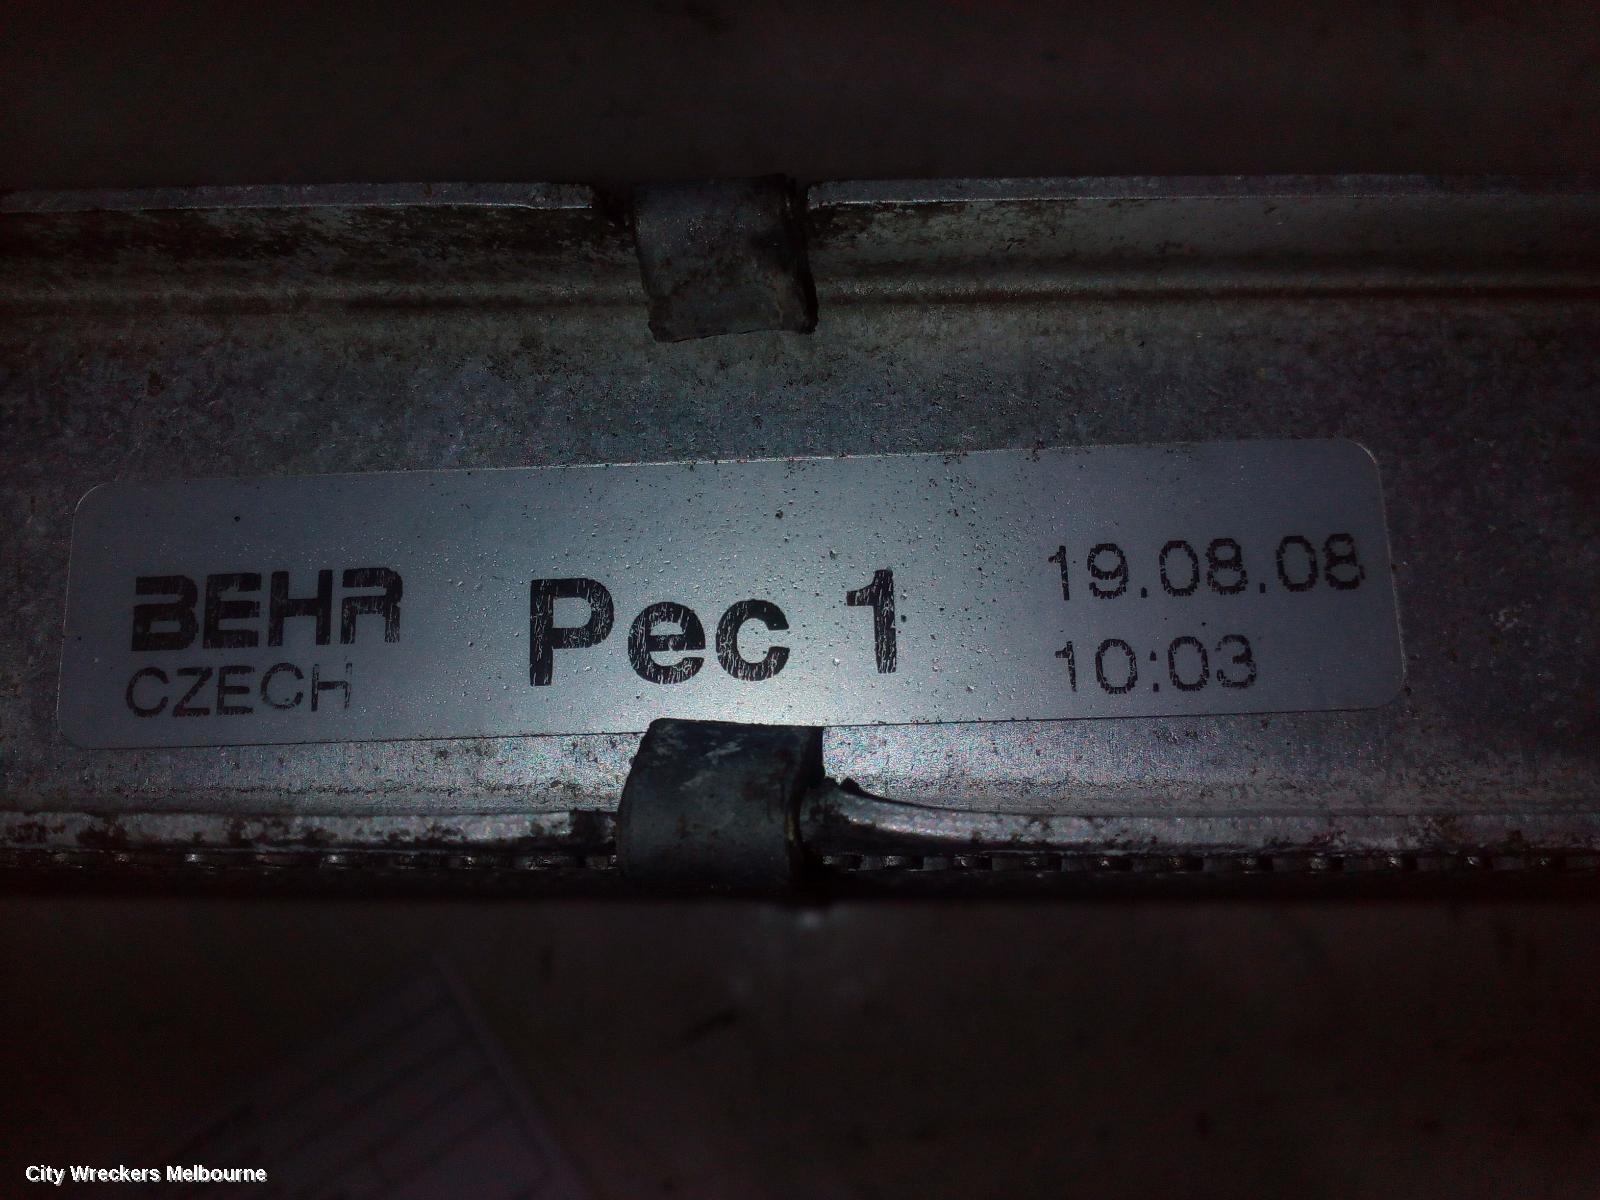 BEHR
CZECH
Pec 1
19.08.08
10:03
City Wreckers Melbourne